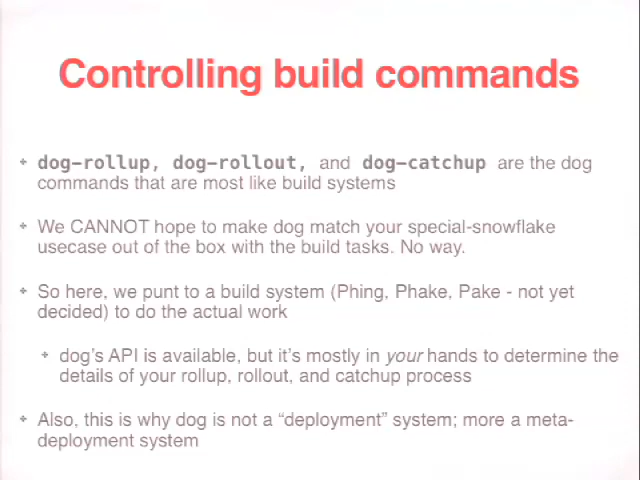 Controlling build commands
dog-rollup, dog-rollout, and dog-catchup are the dog
commands that are most like build systems
We CANNOT hope to make dog match your special-snowflake
usecase out of the box with the build tasks. No way.
So here, we punt to a build system (Phing, Phake, Pake - not yet
decided) to do the actual work
dog's API is available, but it's mostly in your hands to determine the
details of your rollup, rollout, and catchup process
Also, this is why dog is not a “deployment” system; more a meta-
deployment system